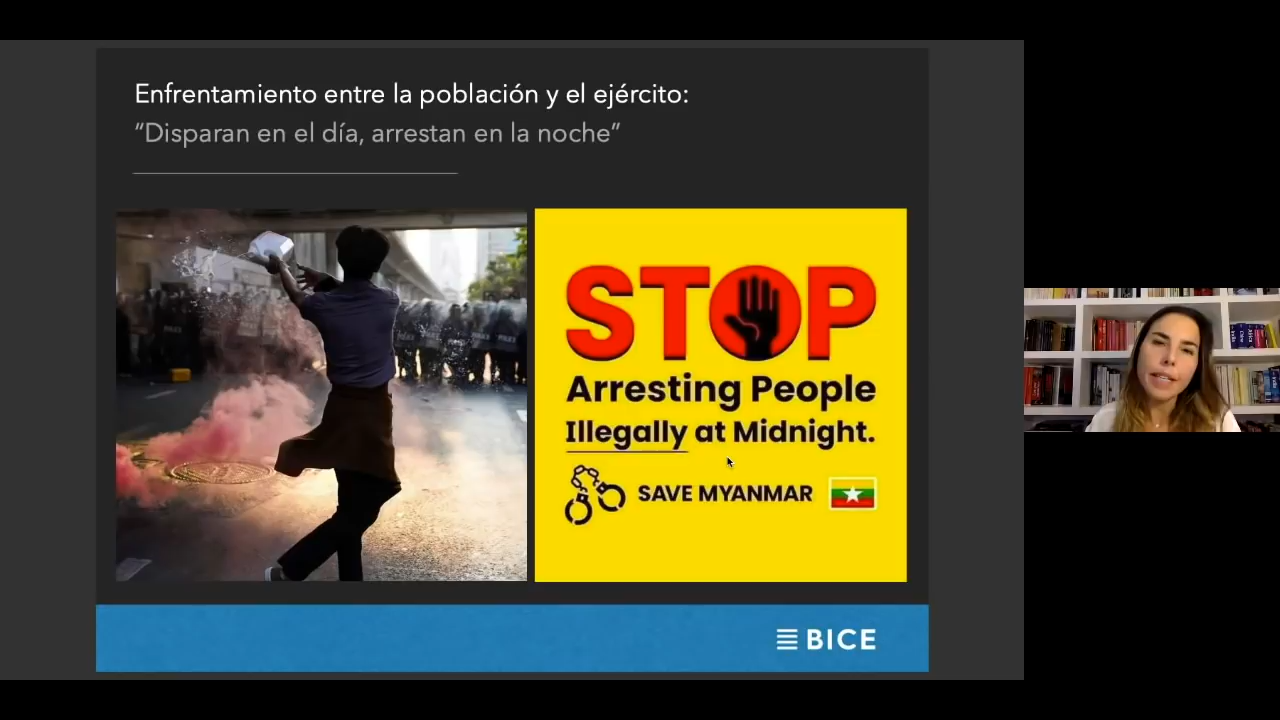 Enfrentamiento entre la población y el ejército:
“Disparan en el día, arrestan en la noche”
STOP
Arresting People
Illegally at Midnight.
SAVE MYANMAR
BICE